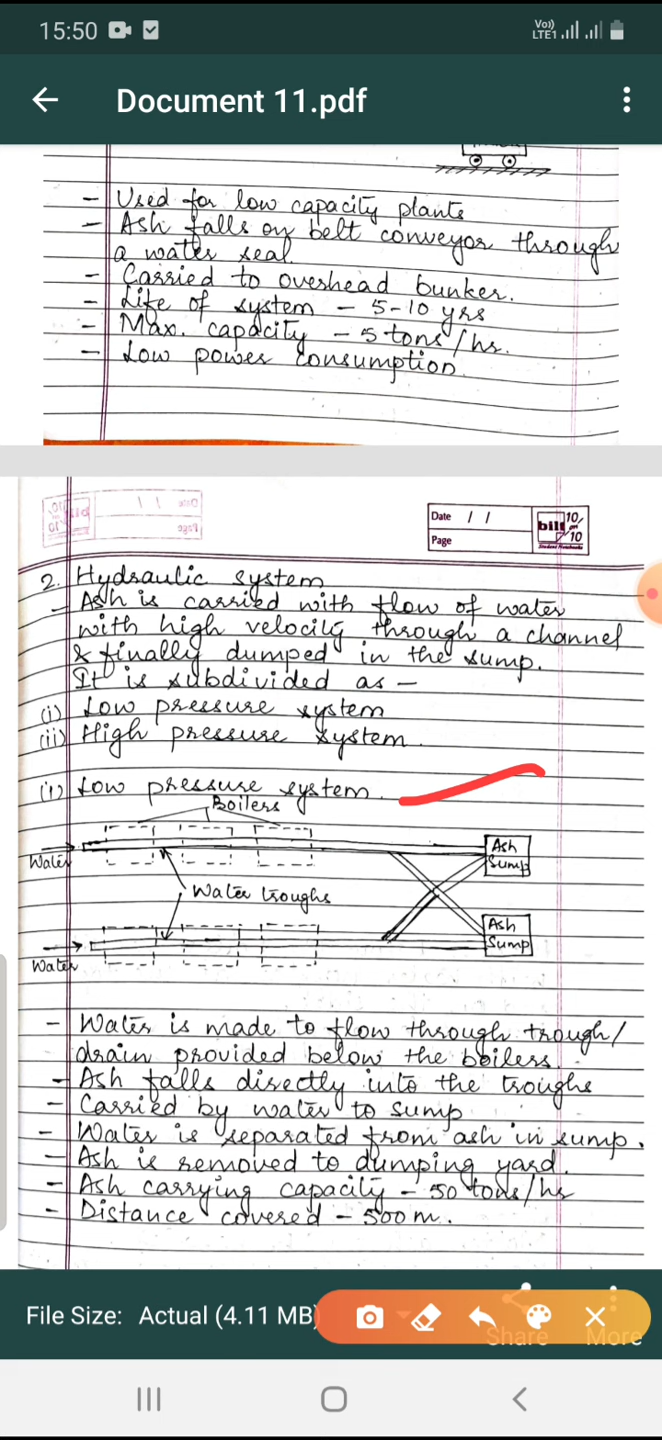 15:50
Vo))
LTE1
Document 11.pdf
- Used for low capacity plants
- Ash falls on belt conveyor through
a water seal.
- Carried to overhead bunker.
- Life of system - 5-10 yrs
- Max. capacity - 5 tons/hr.
- Low power consumption
Date / /
Page
bill 10/10
2. Hydraulic system
- Ash is carried with flow of water
with high velocity through a channel
& finally dumped in the sump.
It is subdivided as -
(i) Low pressure system
(ii) High pressure system.
(i) Low pressure system.
Boilers
Water
Ash
Sump
Water troughs
Ash
Sump
Water
- Water is made to flow through trough/
drain provided below the boilers.
- Ash falls directly into the troughs
- Carried by water to sump
- Water is separated from ash in sump.
- Ash is removed to dumping yard.
- Ash carrying capacity - 50 tons/hr
- Distance covered - 500 m.
File Size: Actual (4.11 MB)
Share
More